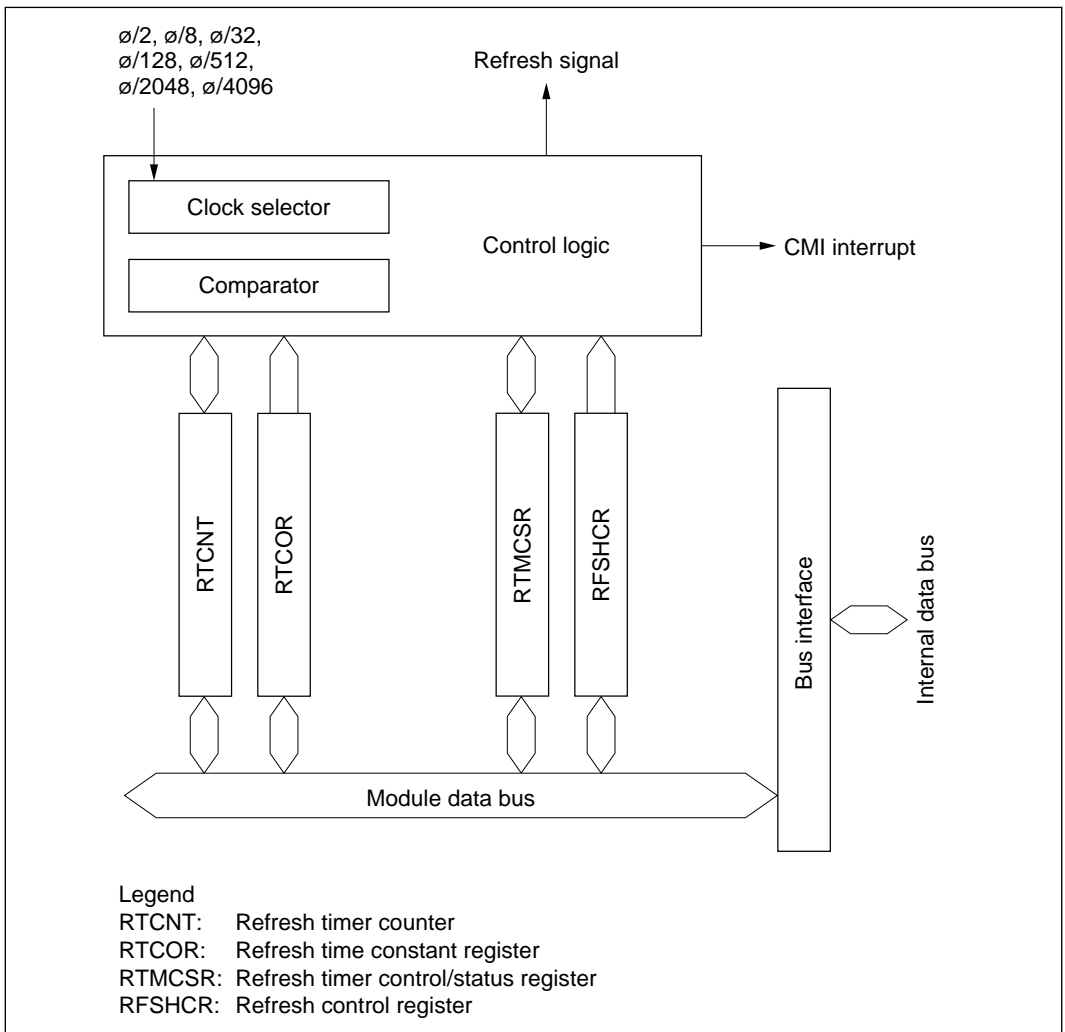 ø/2, ø/8, ø/32,
ø/128, ø/512,
ø/2048, ø/4096
Refresh signal
Clock selector
Control logic
CMI interrupt
Comparator
RTCNT
RTCOR
RTMCSR
RFSHCR
Bus interface
Internal data bus
Module data bus
Legend
RTCNT: Refresh timer counter
RTCOR: Refresh time constant register
RTMCSR: Refresh timer control/status register
RFSHCR: Refresh control register